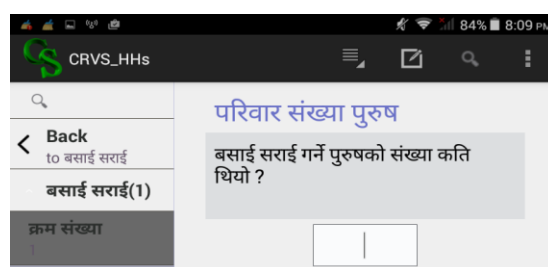 84% 8:09 PM
CS CRVS_HHs
Back
to बसाई सराई
बसाई सराई(1)
क्रम संख्या
1
परिवार संख्या पुरुष
बसाई सराई गर्ने पुरुषको संख्या कति
थियो ?